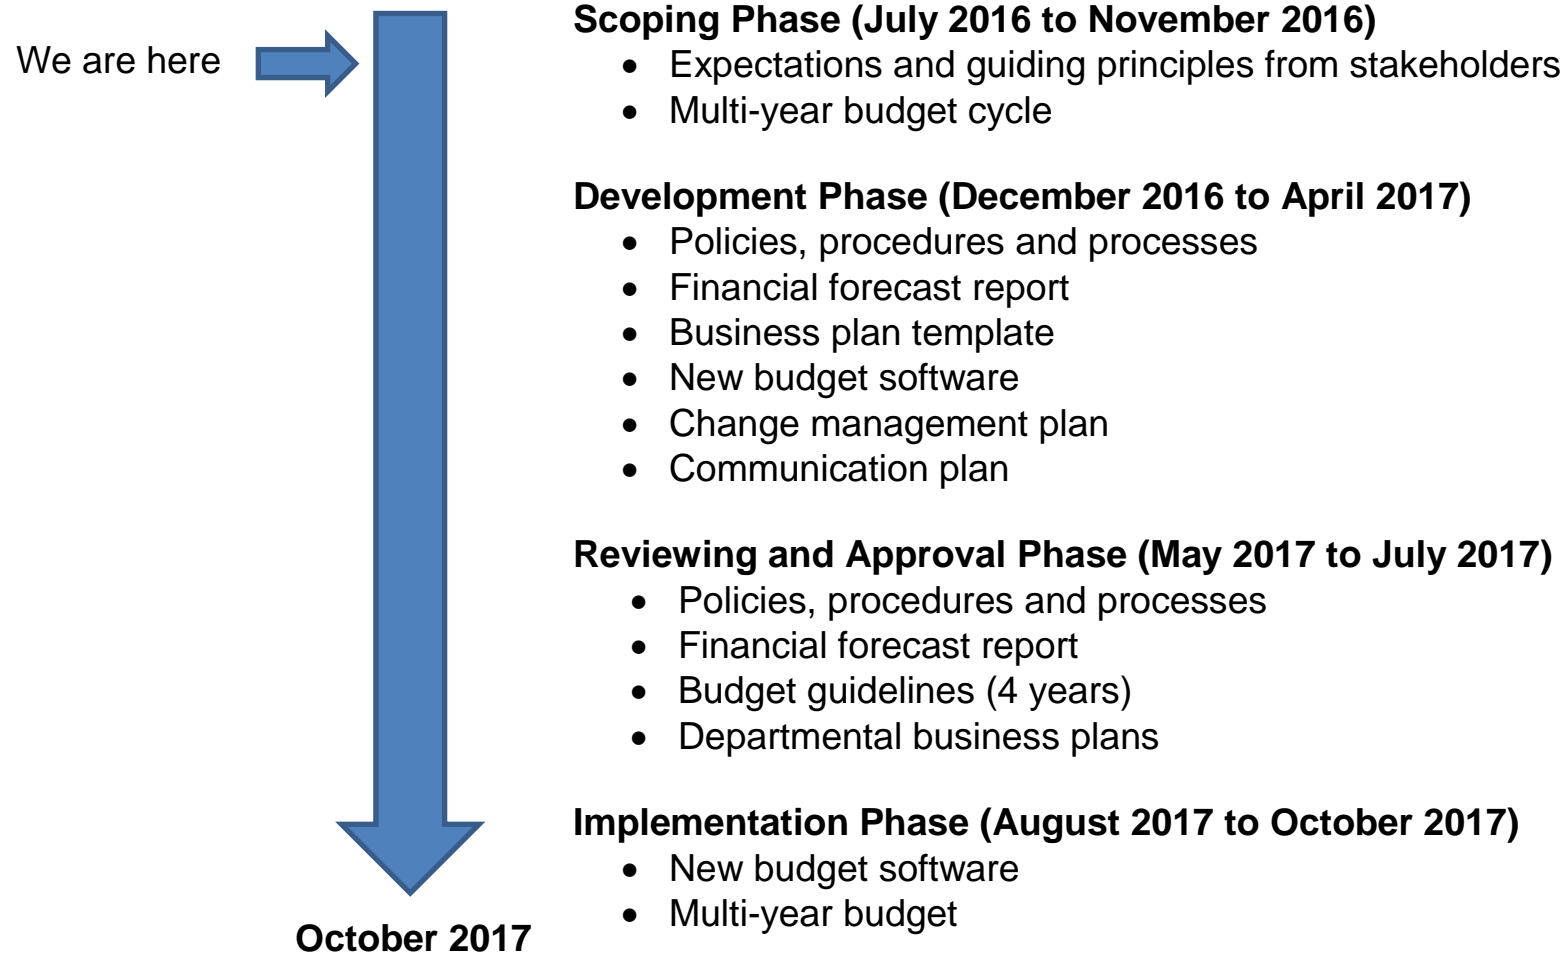 We are here
Scoping Phase (July 2016 to November 2016)
• Expectations and guiding principles from stakeholders
• Multi-year budget cycle
Development Phase (December 2016 to April 2017)
• Policies, procedures and processes
• Financial forecast report
• Business plan template
• New budget software
• Change management plan
• Communication plan
Reviewing and Approval Phase (May 2017 to July 2017)
• Policies, procedures and processes
• Financial forecast report
• Budget guidelines (4 years)
• Departmental business plans
Implementation Phase (August 2017 to October 2017)
• New budget software
• Multi-year budget
October 2017